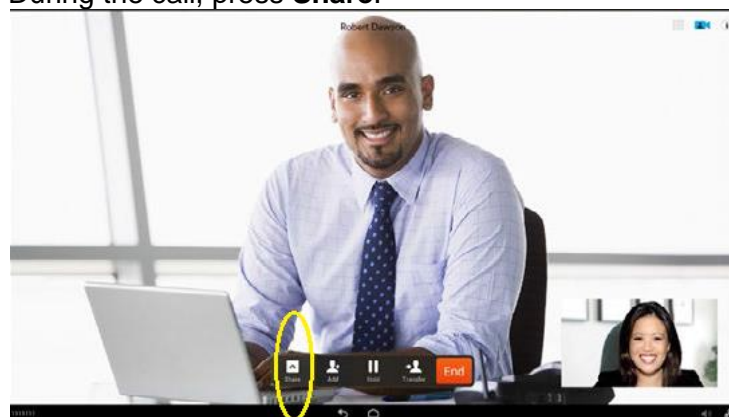 During the call, press Share.
Robert Dawson
Share Add Hold Transfer End